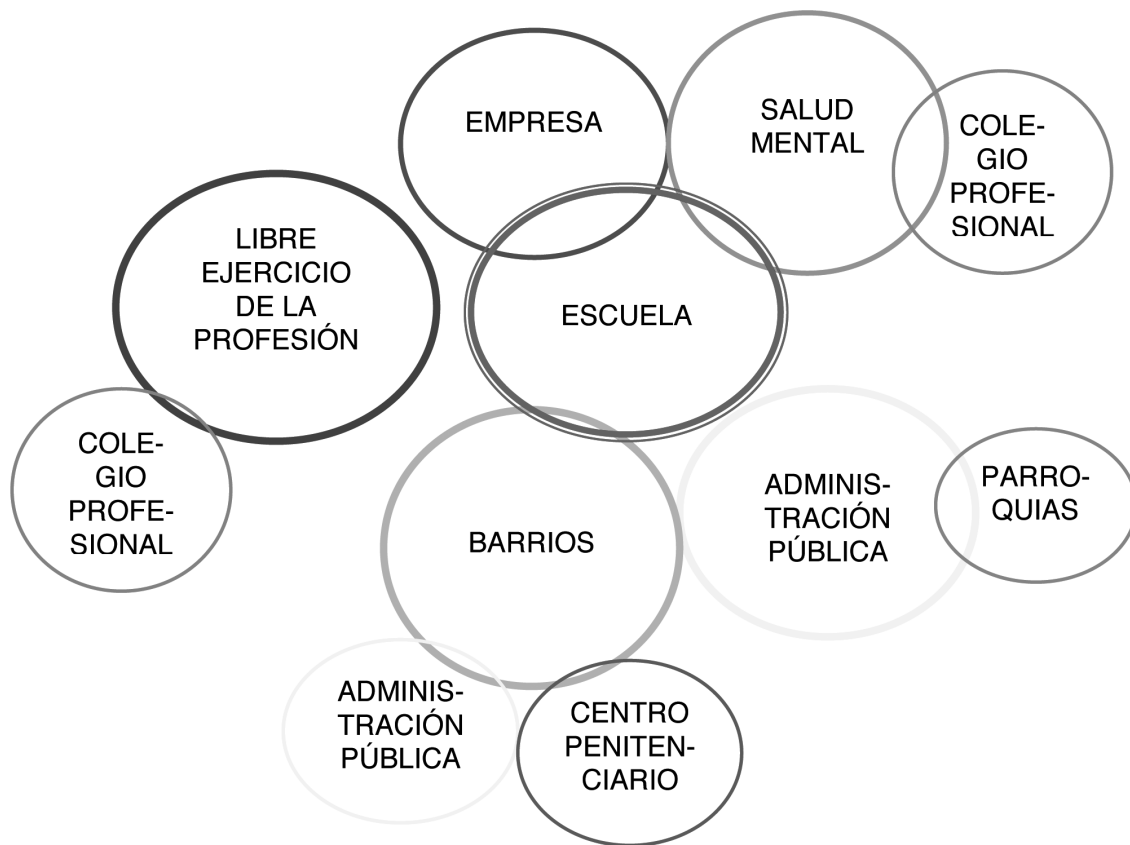 EMPRESA
SALUD
MENTAL
COLE-
GIO
PROFE-
SIONAL
LIBRE
EJERCICIO
DE LA
PROFESIÓN
ESCUELA
COLE-
GIO
PROFE-
SIONAL
BARRIOS
ADMINIS-
TRACIÓN
PÚBLICA
PARRO-
QUIAS
ADMINIS-
TRACIÓN
PÚBLICA
CENTRO
PENITEN-
CIARIO